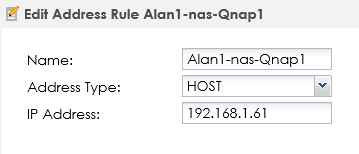 Edit Address Rule Alan1-nas-Qnap1
Name: Alan1-nas-Qnap1
Address Type: HOST
IP Address: 192.168.1.61